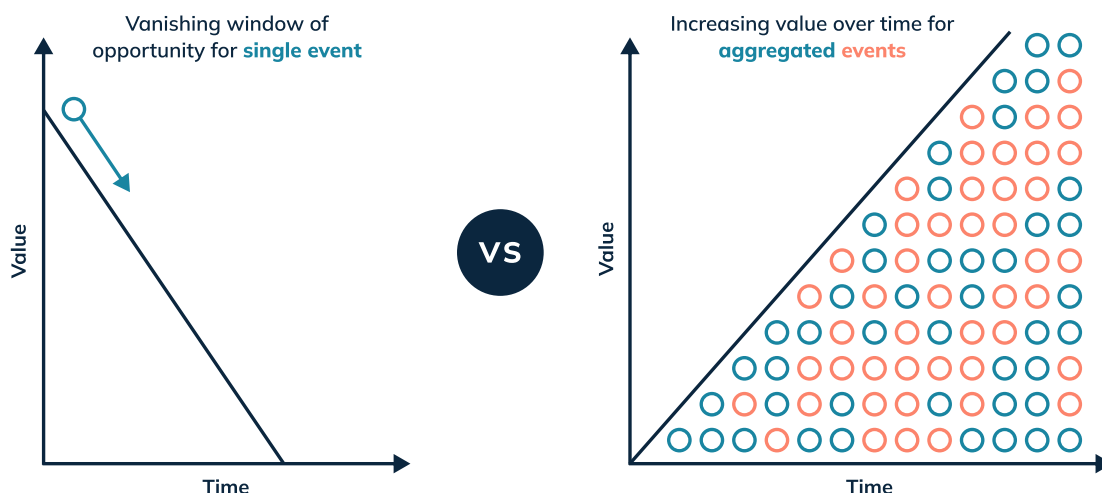 Vanishing window of
opportunity for single event
Value
Time
VS
Increasing value over time for
aggregated events
Value
Time